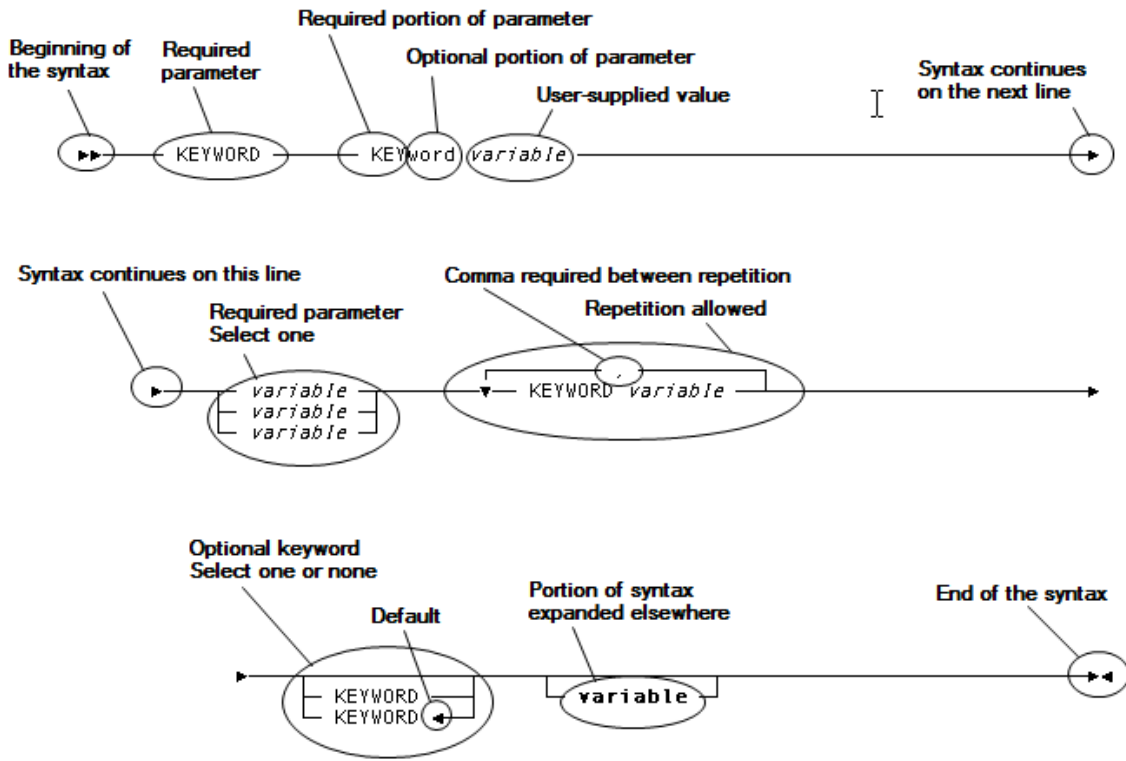 Required portion of parameter
Beginning of
the syntax
Required
parameter
Optional portion of parameter
User-supplied value
Syntax continues
on the next line
KEYWORD
KEYword
variable
Syntax continues on this line
Comma required between repetition
Required parameter
Select one
Repetition allowed
,
variable
variable
variable
KEYWORD variable
Optional keyword
Select one or none
Default
Portion of syntax
expanded elsewhere
End of the syntax
KEYWORD
KEYWORD
variable